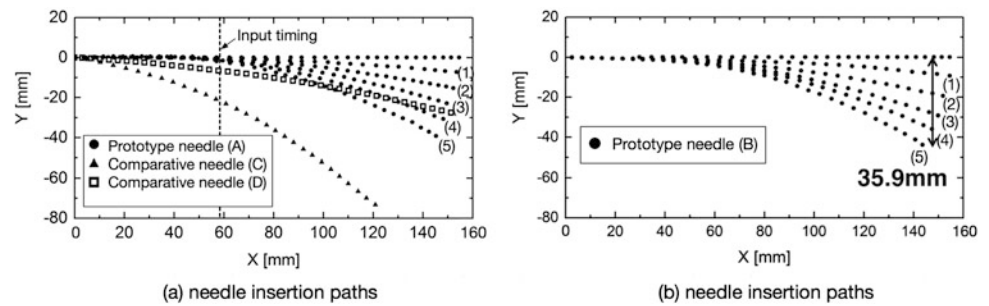 20
0
-20
-40
-60
-80
Y [mm]
0 20 40 60 80 100 120 140 160
X [mm]
Input timing
(1)
(2)
(3)
(4)
(5)
Prototype needle (A)
Comparative needle (C)
Comparative needle (D)
(a) needle insertion paths
20
0
-20
-40
-60
-80
Y [mm]
0 20 40 60 80 100 120 140 160
X [mm]
(1)
(2)
(3)
(4)
(5)
Prototype needle (B)
35.9mm
(b) needle insertion paths